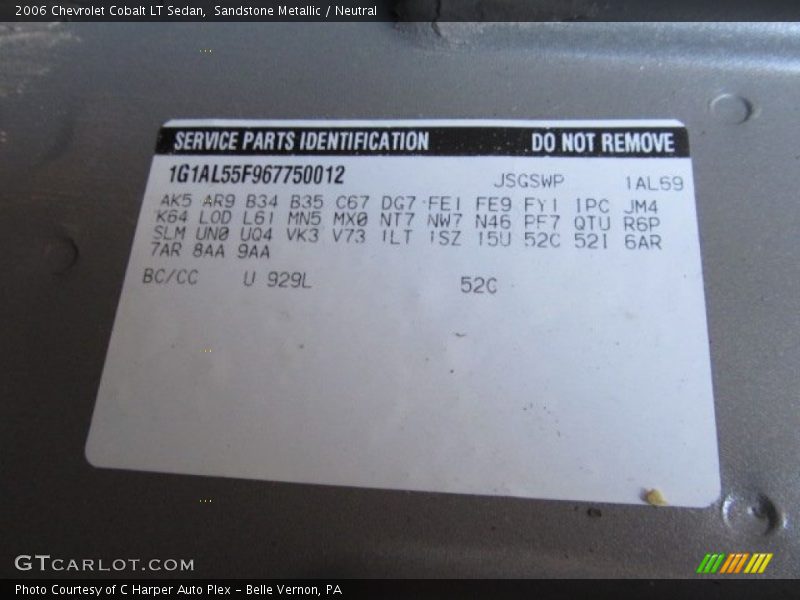 2006 Chevrolet Cobalt LT Sedan,  Sandstone Metallic / Neutral
SERVICE PARTS IDENTIFICATION DO NOT REMOVE
1G1AL55F967750012 JSGSWP 1AL69
AK5 AR9 B34 B35 C67 DG7 FE1 FE9 FY1 1PC JM4
K64 LOD L61 MN5 MX0 NT7 NW7 N46 PF7 QTU R6P
SLM UN0 UQ4 VK3 V73 1LT 1SZ 15U 52C 52I 6AR
7AR 8AA 9AA
BC/CC U 929L 52C
GTCARLOT.COM
Photo Courtesy of C Harper Auto Plex – Belle Vernon, PA